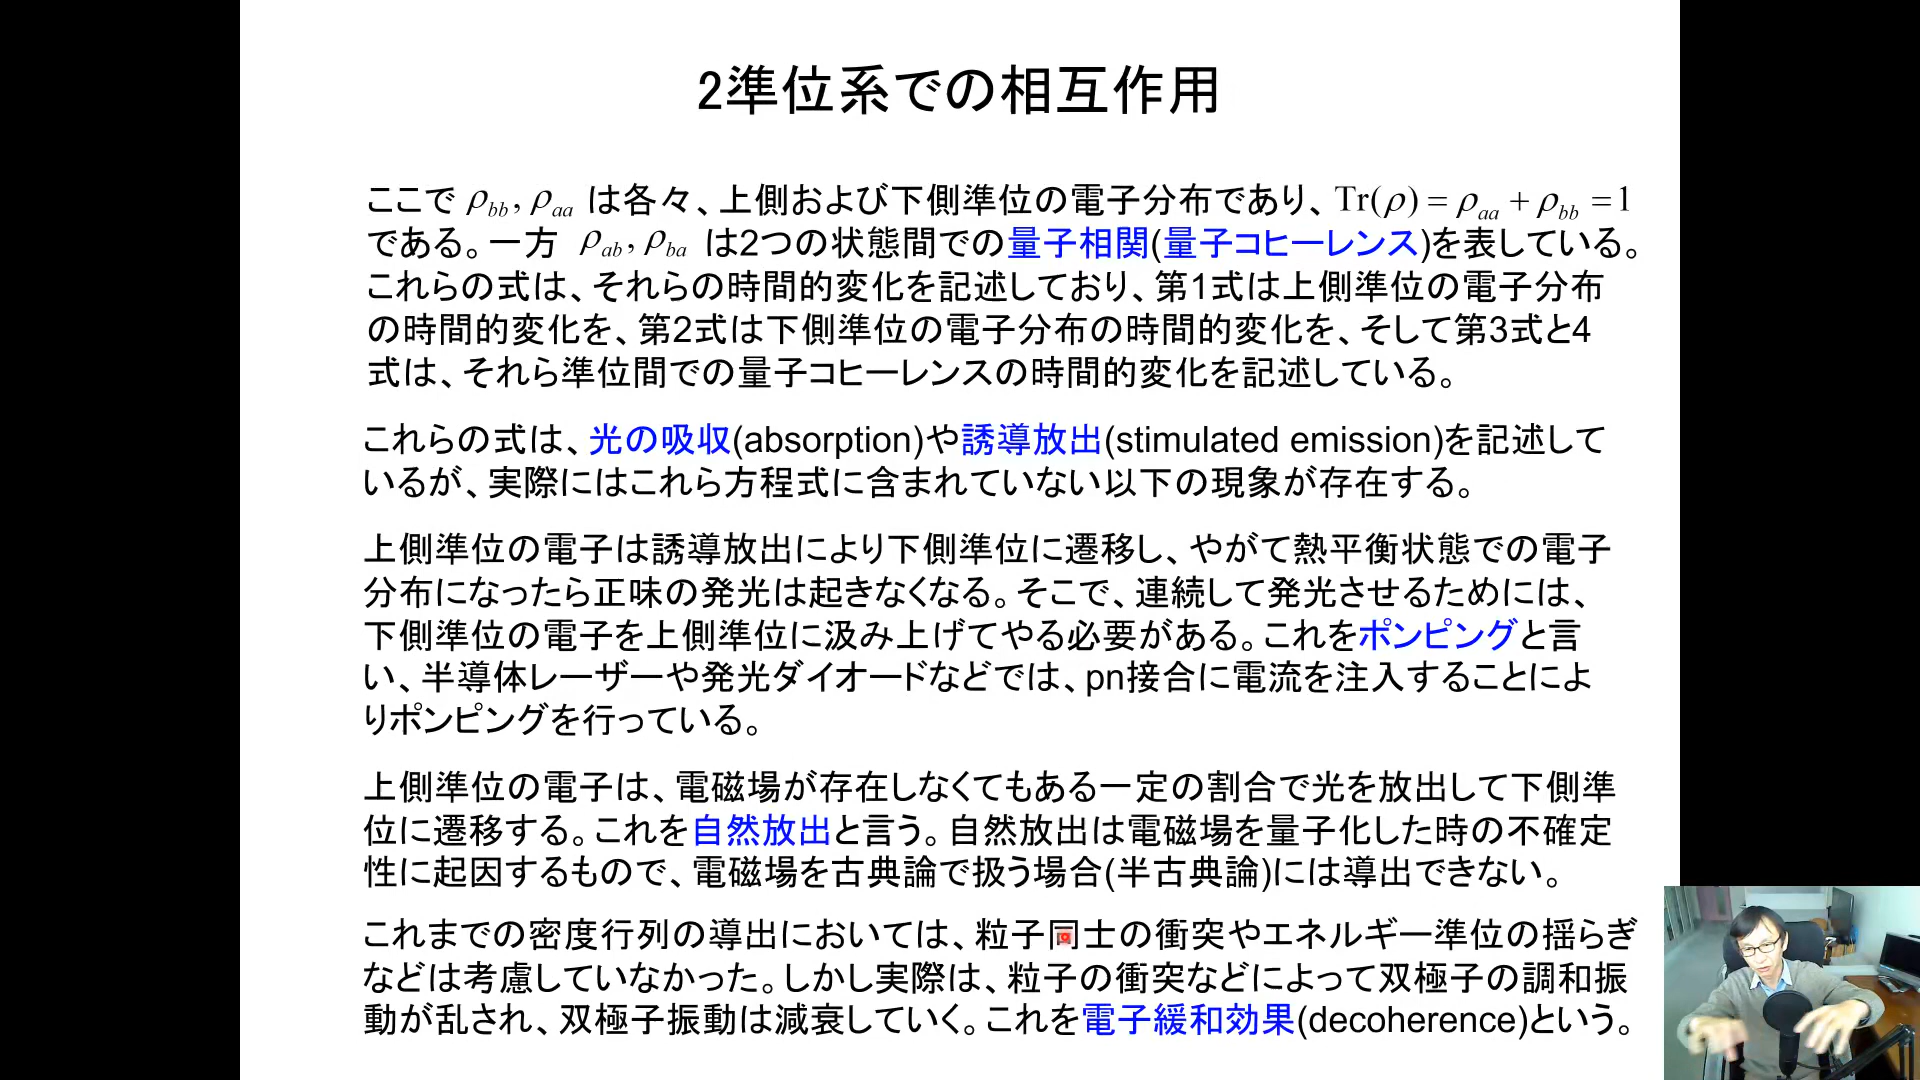 2準位系での相互作用
ここで ρbb, ρaa は各々、上側および下側準位の電子分布であり、Tr(ρ) = ρaa + ρbb = 1
である。一方 ρab, ρba は2つの状態間での量子相関(量子コヒーレンス)を表している。
これらの式は、それらの時間的変化を記述しており、第1式は上側準位の電子分布
の時間的変化を、第2式は下側準位の電子分布の時間的変化を、そして第3式と4
式は、それら準位間での量子コヒーレンスの時間的変化を記述している。
これらの式は、光の吸収(absorption)や誘導放出(stimulated emission)を記述して
いるが、実際にはこれら方程式に含まれていない以下の現象が存在する。
上側準位の電子は誘導放出により下側準位に遷移し、やがて熱平衡状態での電子
分布になったら正味の発光は起きなくなる。そこで、連続して発光させるためには、
下側準位の電子を上側準位に汲み上げてやる必要がある。これをポンピングと言
い、半導体レーザーや発光ダイオードなどでは、pn接合に電流を注入することによ
りポンピングを行っている。
上側準位の電子は、電磁場が存在しなくてもある一定の割合で光を放出して下側準
位に遷移する。これを自然放出と言う。自然放出は電磁場を量子化した時の不確定
性に起因するもので、電磁場を古典論で扱う場合(半古典論)には導出できない。
これまでの密度行列の導出においては、粒子同士の衝突やエネルギー準位の揺らぎ
などは考慮していなかった。しかし実際は、粒子の衝突などによって双極子の調和振
動が乱され、双極子振動は減衰していく。これを電子緩和効果(decoherence)という。